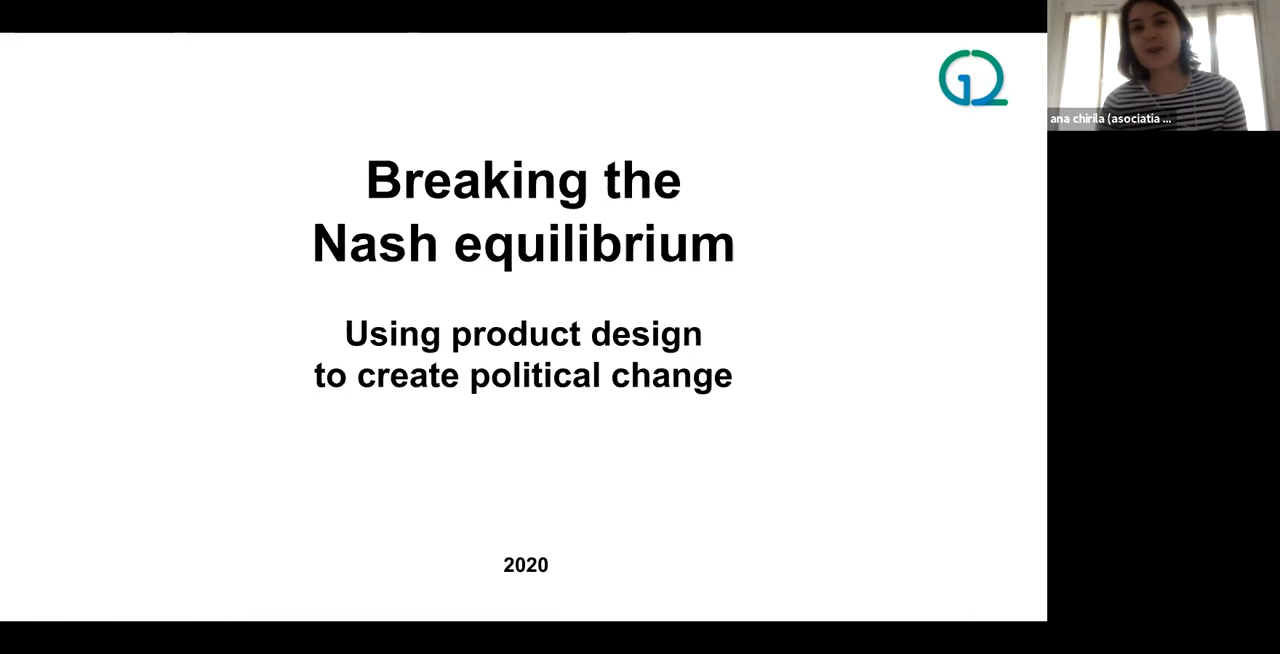 Breaking the
Nash equilibrium
Using product design
to create political change
2020
ana chirila (asociatia ...